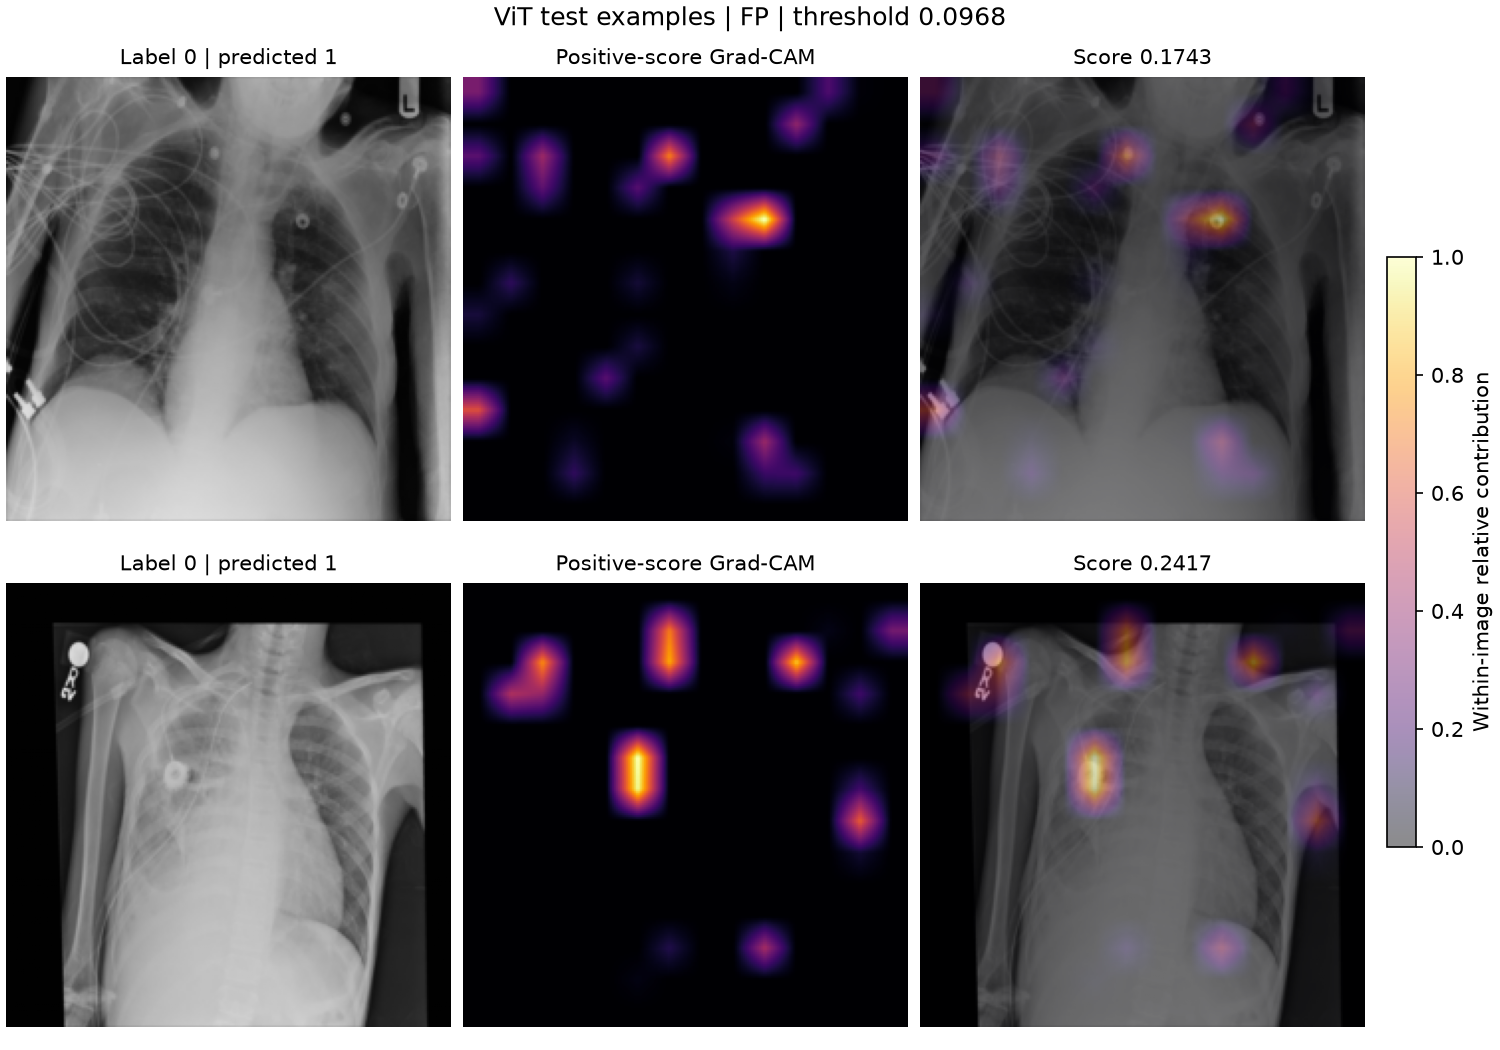 ViT test examples | FP | threshold 0.0968
Label 0 | predicted 1
Positive-score Grad-CAM
Score 0.1743
L
L
1.0
0.8
0.6
0.4
0.2
0.0
Within-image relative contribution
Label 0 | predicted 1
Positive-score Grad-CAM
Score 0.2417